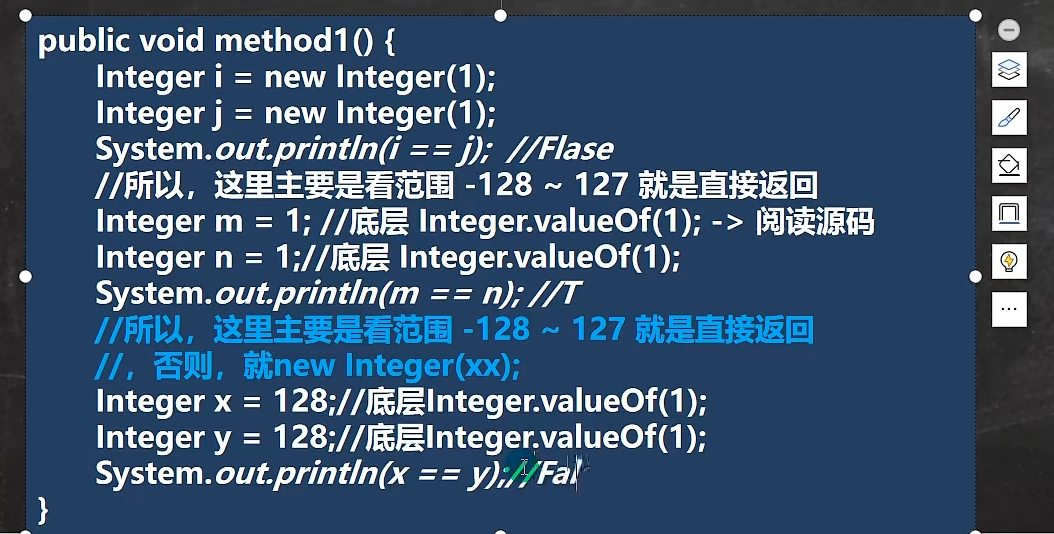 public void method1() {
Integer i = new Integer(1);
Integer j = new Integer(1);
System.out.println(i == j);  //Flase
//所以，这里主要是看范围 -128 ~ 127 就是直接返回
Integer m = 1; //底层 Integer.valueOf(1); -> 阅读源码
Integer n = 1;//底层 Integer.valueOf(1);
System.out.println(m == n); //T
//所以，这里主要是看范围 -128 ~ 127 就是直接返回
//，否则，就new Integer(xx);
Integer x = 128;//底层Integer.valueOf(1);
Integer y = 128;//底层Integer.valueOf(1);
System.out.println(x == y);//Fal
}